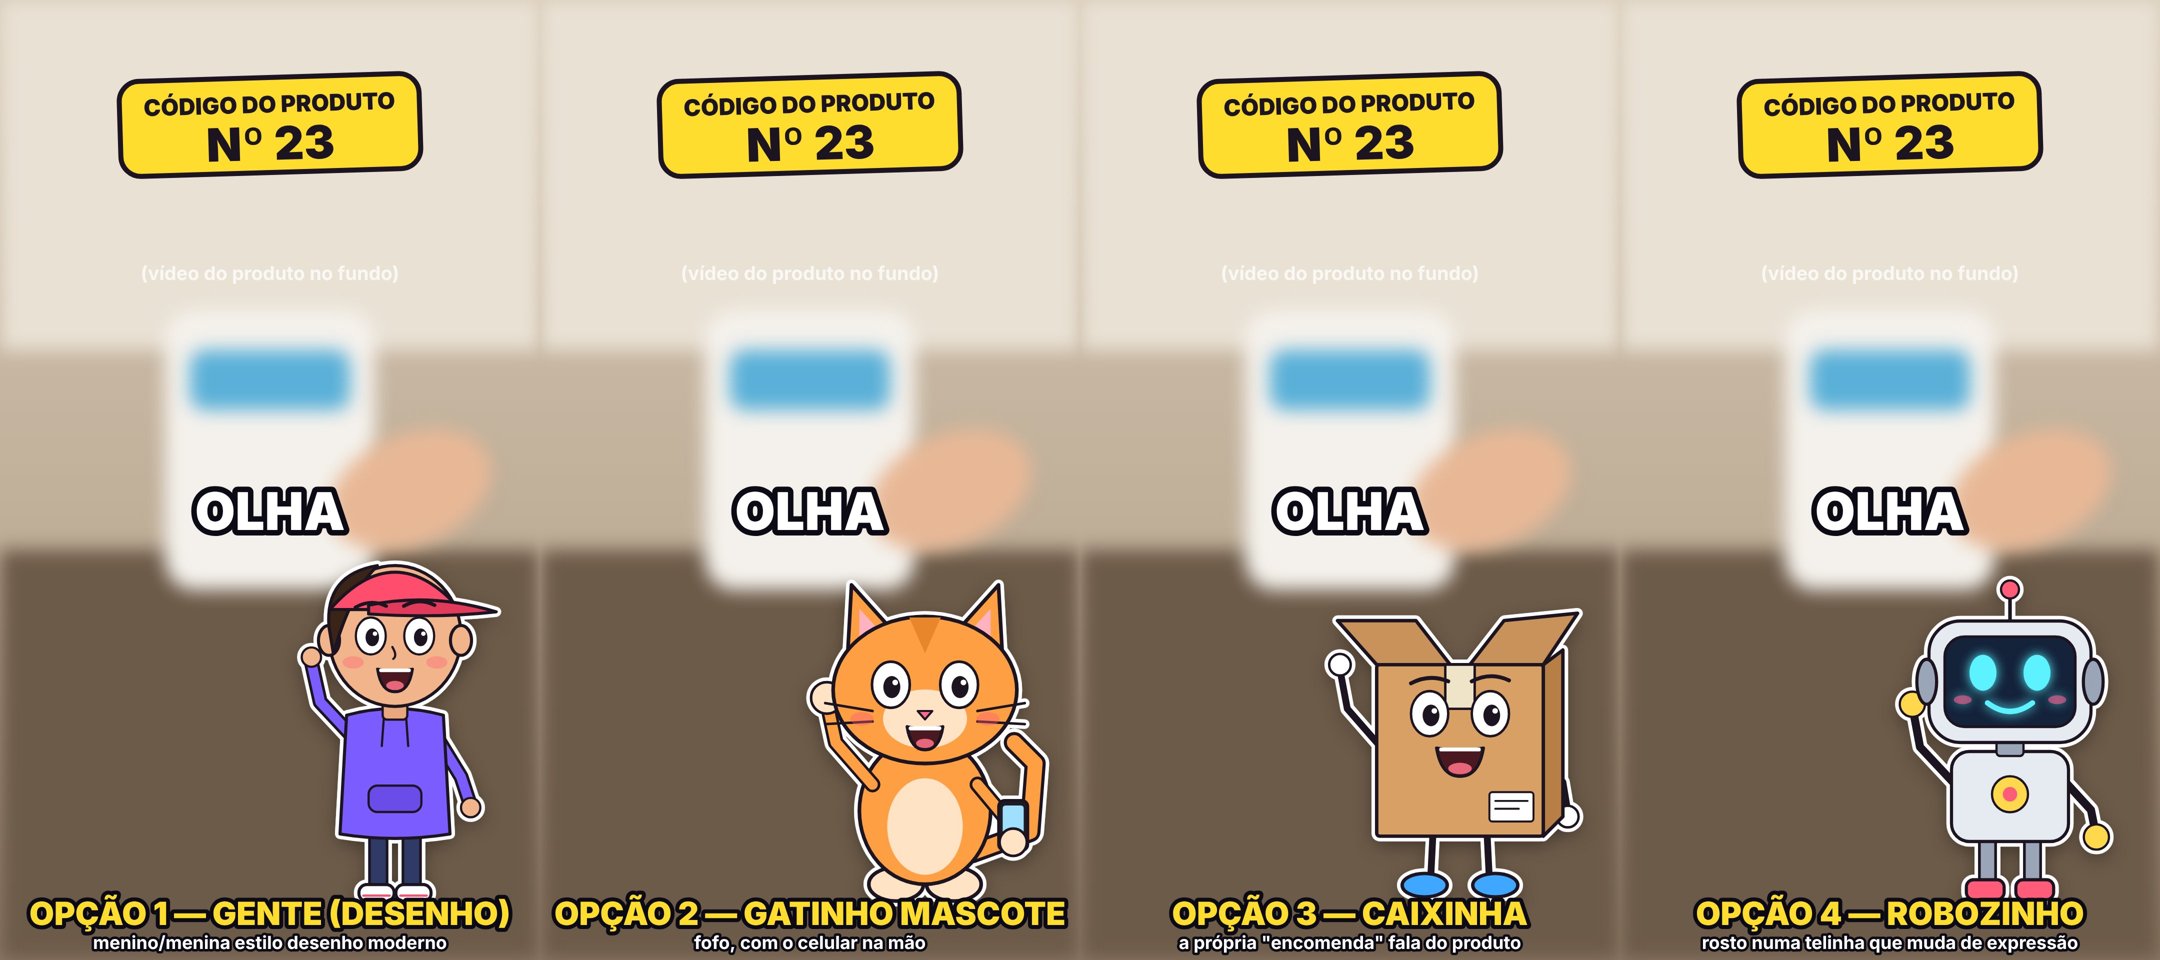 CÓDIGO DO PRODUTO
Nº 23
(vídeo do produto no fundo)
OLHA
OPÇÃO 1 — GENTE (DESENHO)
menino/menina estilo desenho moderno
CÓDIGO DO PRODUTO
Nº 23
(vídeo do produto no fundo)
OLHA
OPÇÃO 2 — GATINHO MASCOTE
fofo, com o celular na mão
CÓDIGO DO PRODUTO
Nº 23
(vídeo do produto no fundo)
OLHA
OPÇÃO 3 — CAIXINHA
a própria "encomenda" fala do produto
CÓDIGO DO PRODUTO
Nº 23
(vídeo do produto no fundo)
OLHA
OPÇÃO 4 — ROBOZINHO
rosto numa telinha que muda de expressão